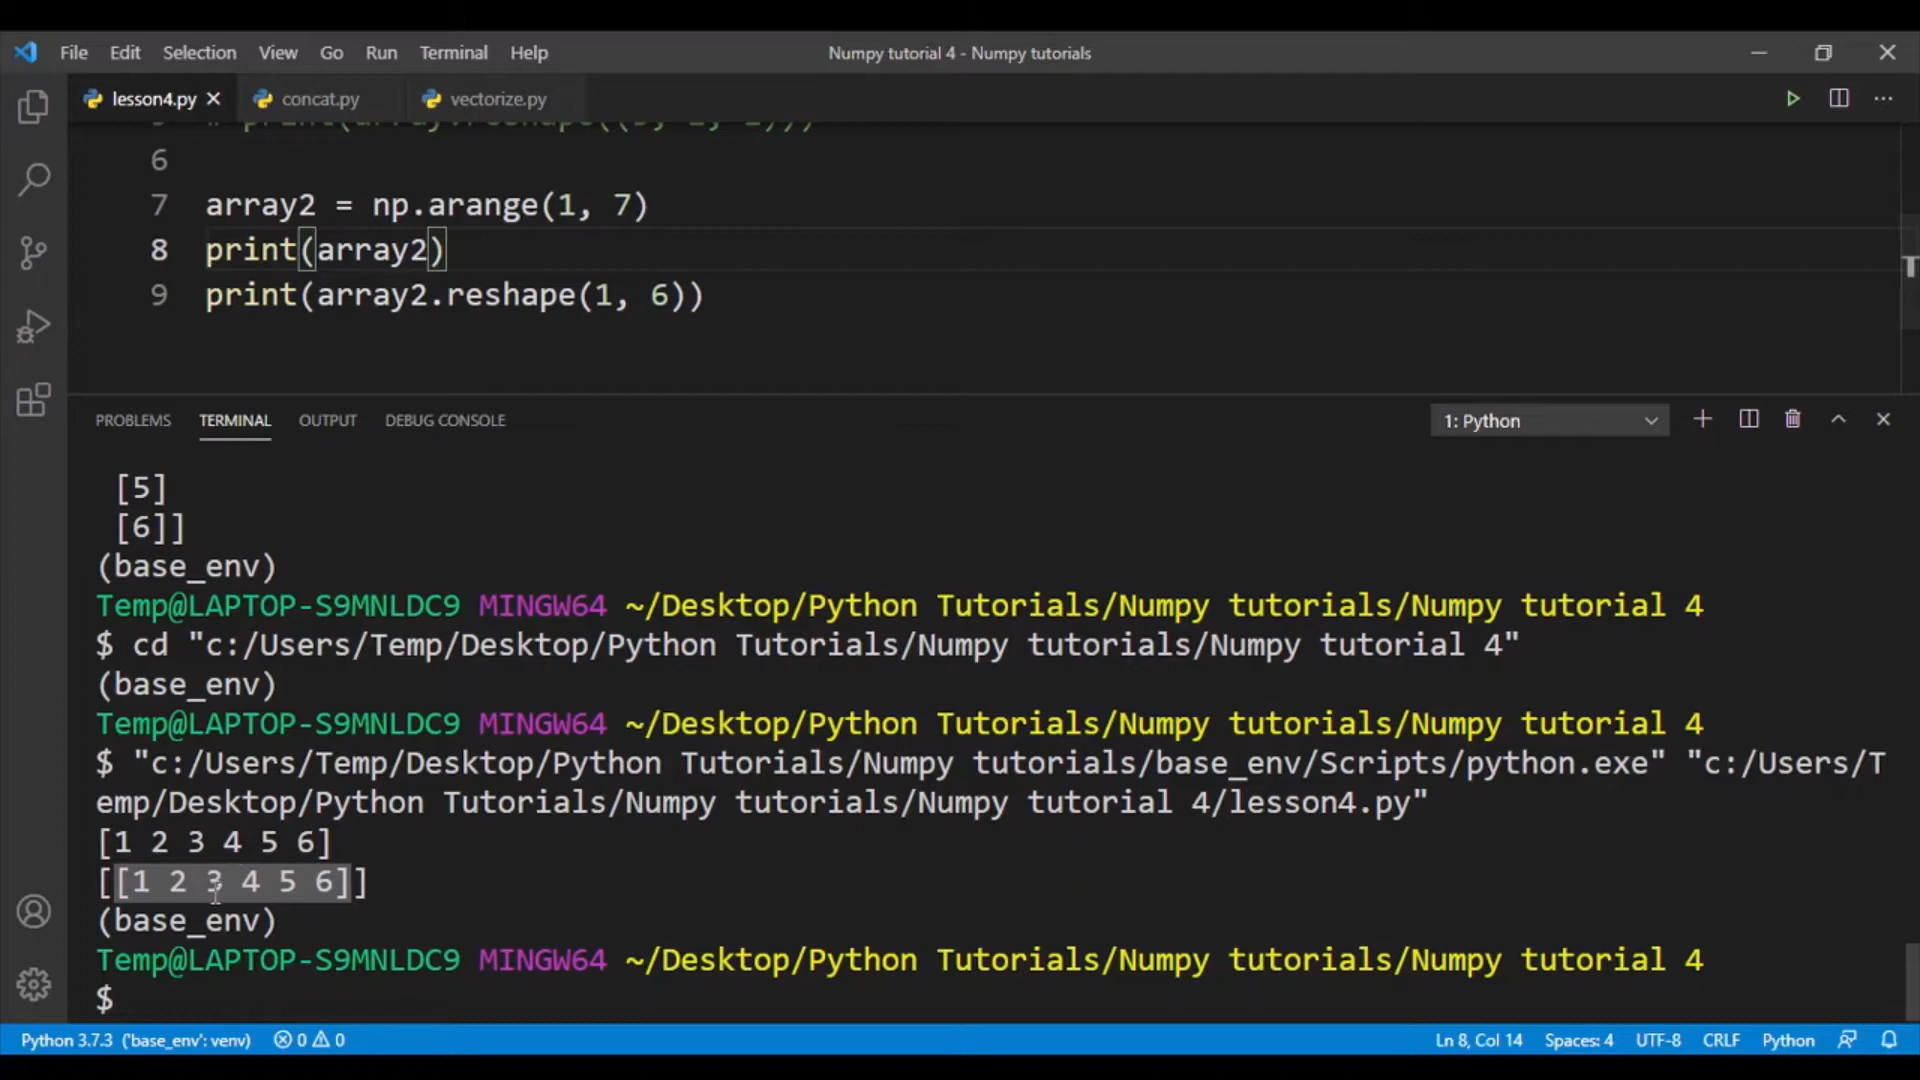 File Edit Selection View Go Run Terminal Help Numpy tutorial 4 - Numpy tutorials
lesson4.py concat.py vectorize.py
6
7 array2 = np.arange(1, 7)
8 print(array2)
9 print(array2.reshape(1, 6))
PROBLEMS TERMINAL OUTPUT DEBUG CONSOLE 1: Python
[5]
[6]]
(base_env)
Temp@LAPTOP-S9MNLDC9 MINGW64 ~/Desktop/Python Tutorials/Numpy tutorials/Numpy tutorial 4
$ cd "c:/Users/Temp/Desktop/Python Tutorials/Numpy tutorials/Numpy tutorial 4"
(base_env)
Temp@LAPTOP-S9MNLDC9 MINGW64 ~/Desktop/Python Tutorials/Numpy tutorials/Numpy tutorial 4
$ "c:/Users/Temp/Desktop/Python Tutorials/Numpy tutorials/base_env/Scripts/python.exe" "c:/Users/T
emp/Desktop/Python Tutorials/Numpy tutorials/Numpy tutorial 4/lesson4.py"
[1 2 3 4 5 6]
[[1 2 3 4 5 6]]
(base_env)
Temp@LAPTOP-S9MNLDC9 MINGW64 ~/Desktop/Python Tutorials/Numpy tutorials/Numpy tutorial 4
$
Python 3.7.3 ('base_env': venv) 0 0 Ln 8, Col 14 Spaces: 4 UTF-8 CRLF Python